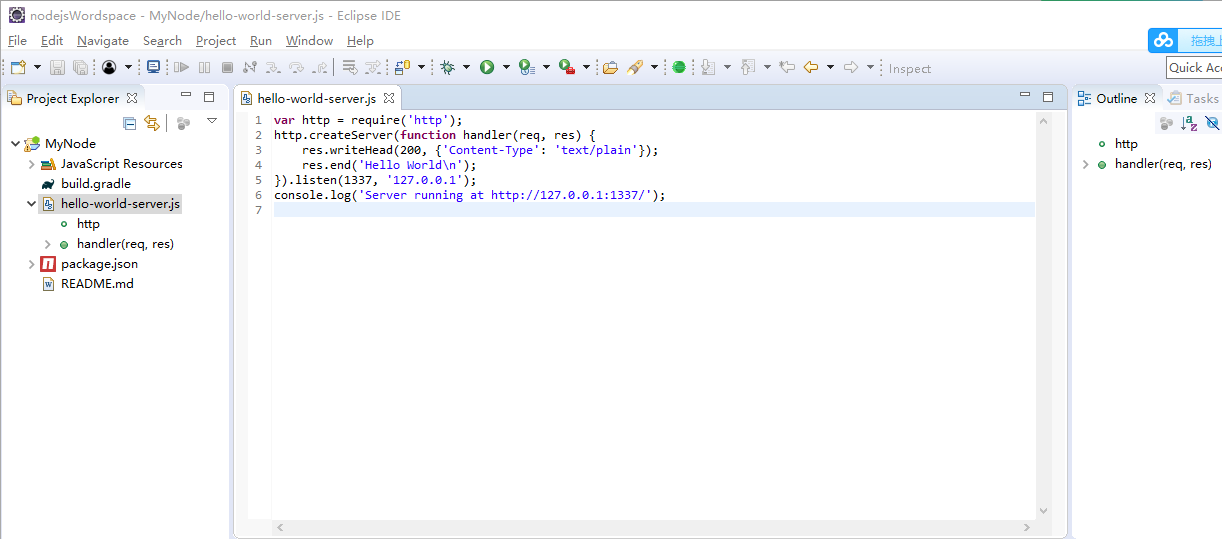 nodejsWordspace - MyNode/hello-world-server.js - Eclipse IDE
File Edit Navigate Search Project Run Window Help
拖拽
Inspect
Quick Acc
Project Explorer
hello-world-server.js
Outline
Tasks
MyNode
JavaScript Resources
build.gradle
hello-world-server.js
http
handler(req, res)
package.json
README.md
1 var http = require('http');
2 http.createServer(function handler(req, res) {
3 res.writeHead(200, {'Content-Type': 'text/plain'});
4 res.end('Hello World\n');
5 }).listen(1337, '127.0.0.1');
6 console.log('Server running at http://127.0.0.1:1337/');
7
http
handler(req, res)